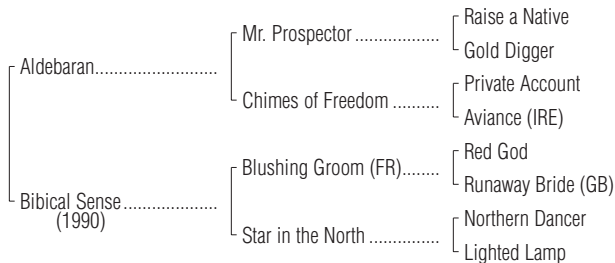 Raise a Native
Mr. Prospector ..................
Gold Digger
Aldebaran..........................
Private Account
Chimes of Freedom ..........
Aviance (IRE)
Red God
Blushing Groom (FR)........
Runaway Bride (GB)
Bibical Sense....................
(1990)
Northern Dancer
Star in the North ...............
Lighted Lamp